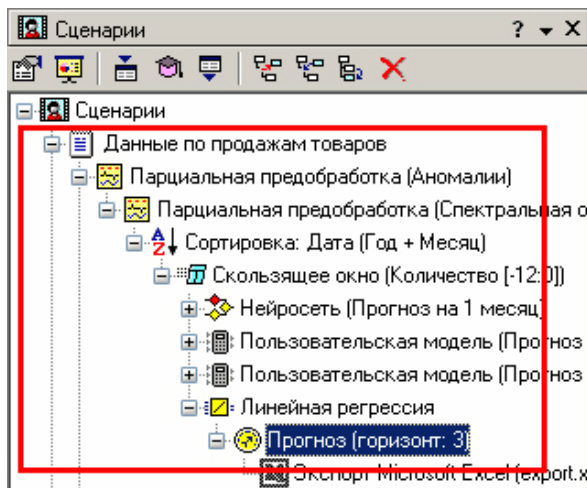 Сценарии
Сценарии
Данные по продажам товаров
Парциальная предобработка (Аномалии)
Парциальная предобработка (Спектральная о
Сортировка: Дата (Год + Месяц)
Скользящее окно (Количество [-12:0])
Нейросеть (Прогноз на 1 месяц)
Пользовательская модель (Прогноз
Пользовательская модель (Прогноз
Линейная регрессия
Прогноз (горизонт: 3)
Экспорт Microsoft Excel (export.x